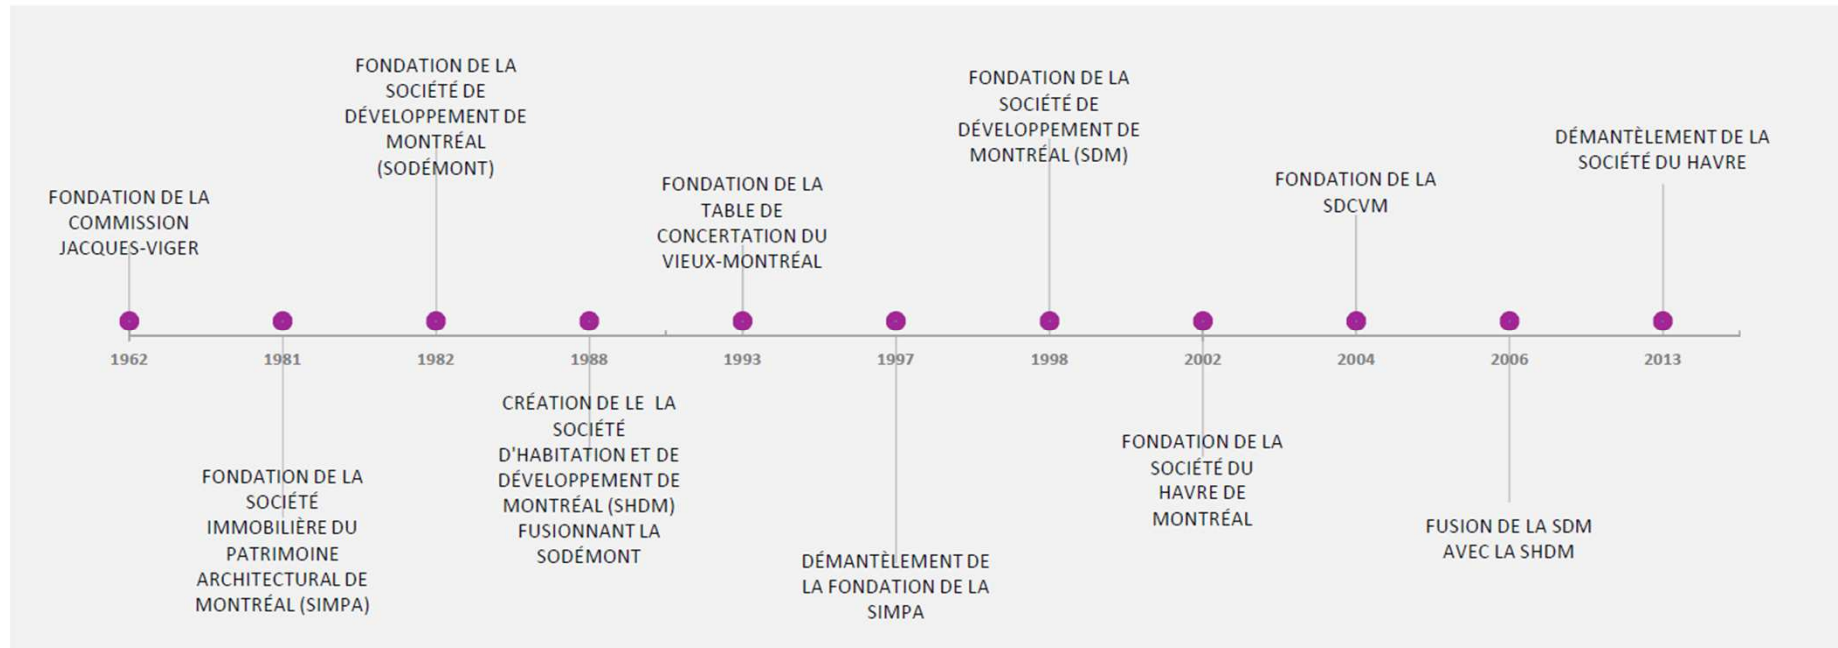 FONDATION DE LA
COMMISSION
JACQUES-VIGER
FONDATION DE LA
SOCIÉTÉ DE
DÉVELOPPEMENT DE
MONTRÉAL
(SODÉMONT)
FONDATION DE LA
TABLE DE
CONCERTATION DU
VIEUX-MONTRÉAL
FONDATION DE LA
SOCIÉTÉ DE
DÉVELOPPEMENT DE
MONTRÉAL (SDM)
FONDATION DE LA
SDCVM
DÉMANTÈLEMENT DE LA
SOCIÉTÉ DU HAVRE
1962 1981 1982 1988 1993 1997 1998 2002 2004 2006 2013
FONDATION DE LA
SOCIÉTÉ
IMMOBILIÈRE DU
PATRIMOINE
ARCHITECTURAL DE
MONTRÉAL (SIMPA)
CRÉATION DE LE  LA
SOCIÉTÉ
D'HABITATION ET DE
DÉVELOPPEMENT DE
MONTRÉAL (SHDM)
FUSIONNANT LA
SODÉMONT
DÉMANTÈLEMENT DE
LA FONDATION DE LA
SIMPA
FONDATION DE LA
SOCIÉTÉ DU
HAVRE DE
MONTRÉAL
FUSION DE LA SDM
AVEC LA SHDM